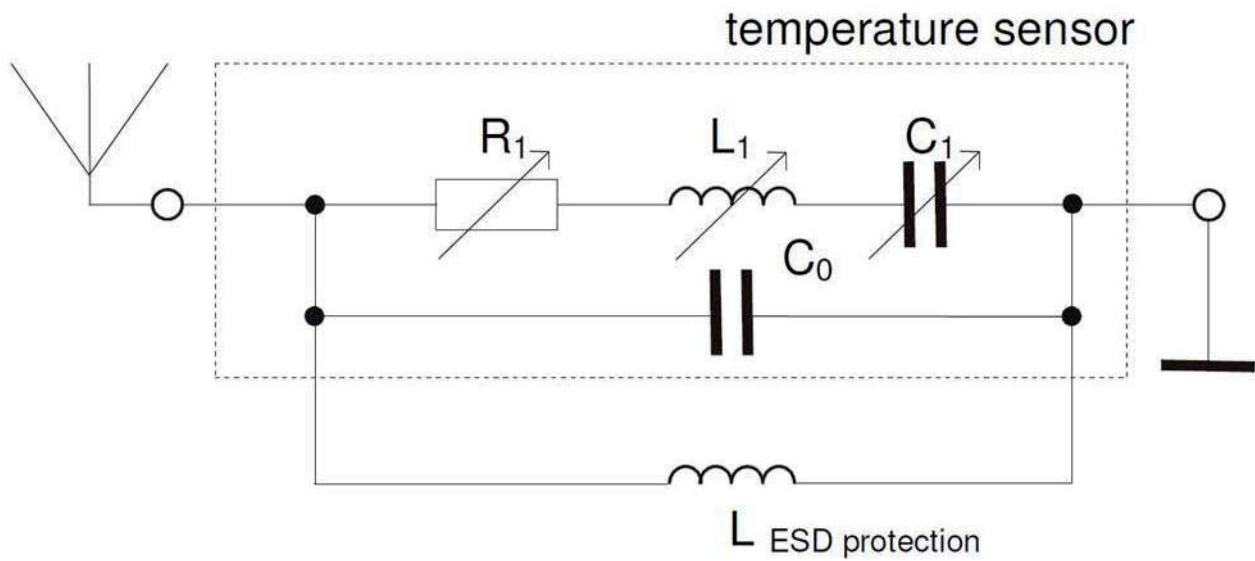 temperature sensor
R1
L1
C1
C0
L ESD protection